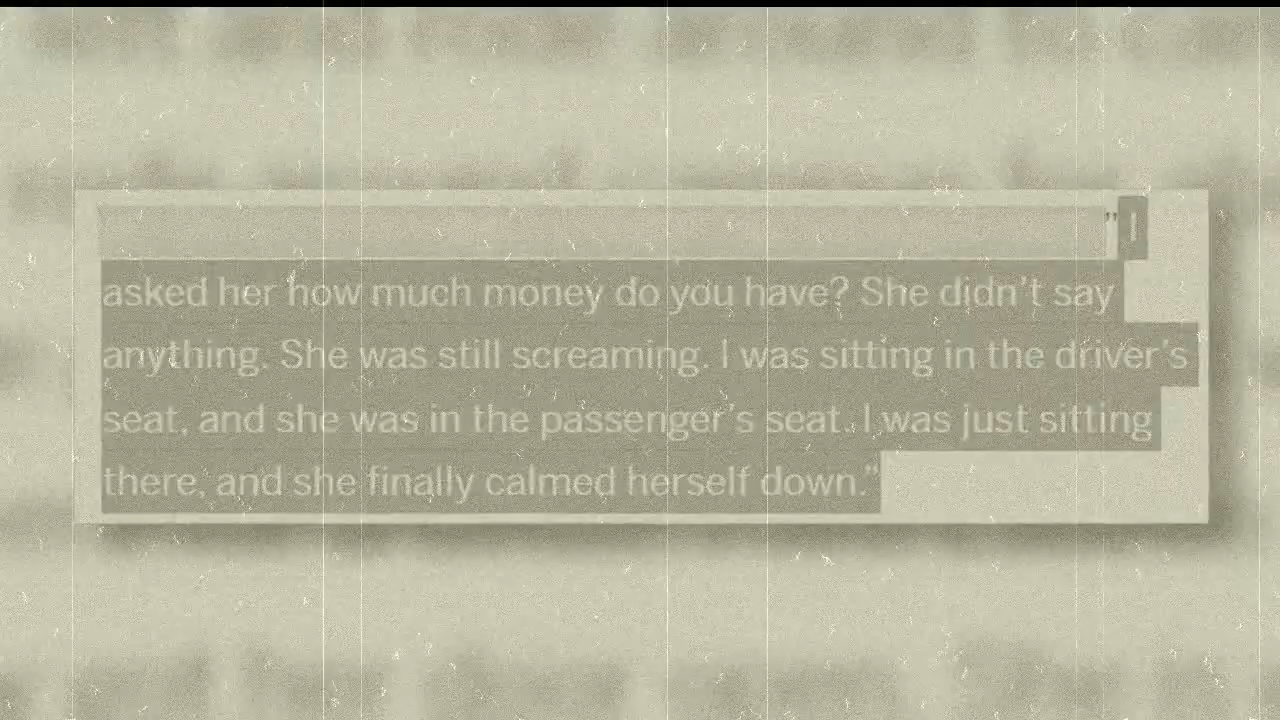 " I
asked her how much money do you have? She didn't say
anything. She was still screaming. I was sitting in the driver's
seat, and she was in the passenger's seat. I was just sitting
there, and she finally calmed herself down."